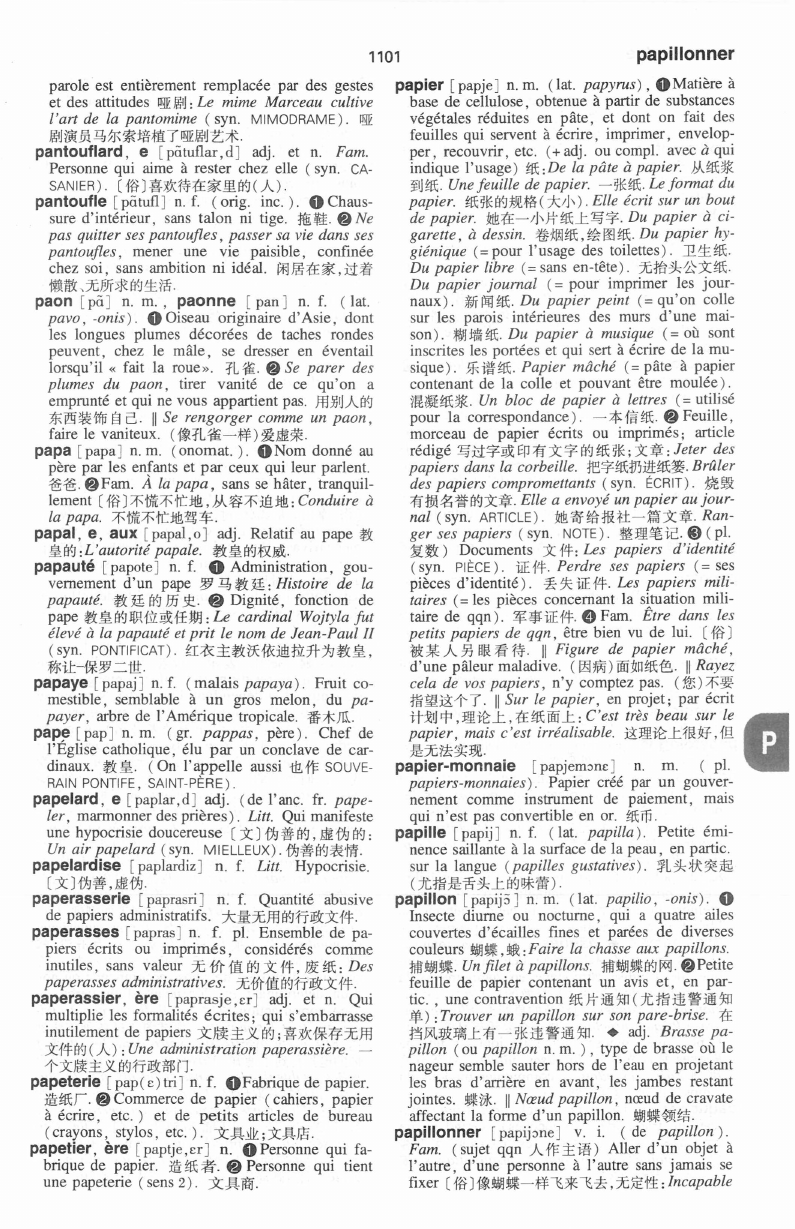 1101
papillonner
parole est entièrement remplacée par des gestes
et des attitudes 哑剧: Le mime Marceau cultive
l'art de la pantomime ( syn. MIMODRAME). 哑
剧演员马尔索培植了哑剧艺术.
pantouflard, e [pɑ̃tuflar,d] adj. et n. Fam.
Personne qui aime à rester chez elle ( syn. CA-
SANIER). 〔俗〕喜欢待在家里的(人).
pantoufle [pɑ̃tufl] n. f. ( orig. inc. ). ❶ Chaus-
sure d'intérieur, sans talon ni tige. 拖鞋. ❷ Ne
pas quitter ses pantoufles, passer sa vie dans ses
pantoufles, mener une vie paisible, confinée
chez soi, sans ambition ni idéal. 闲居在家,过着
懒散、无所求的生活.
paon [pɑ̃] n. m. , paonne [pan] n. f. ( lat.
pavo, -onis). ❶ Oiseau originaire d'Asie, dont
les longues plumes décorées de taches rondes
peuvent, chez le mâle, se dresser en éventail
lorsqu'il « fait la roue». 孔雀. ❷ Se parer des
plumes du paon, tirer vanité de ce qu'on a
emprunté et qui ne vous appartient pas. 用别人的
东西装饰自己. ‖ Se rengorger comme un paon,
faire le vaniteux. (像孔雀一样)爱虚荣.
papa [papa] n. m. (onomat. ). ❶Nom donné au
père par les enfants et par ceux qui leur parlent.
爸爸. ❷Fam. À la papa, sans se hâter, tranquil-
lement〔俗〕不慌不忙地,从容不迫地: Conduire à
la papa. 不慌不忙地驾车.
papal, e, aux [papal,o] adj. Relatif au pape 教
皇的:L'autorité papale. 教皇的权威.
papauté [papote] n. f. ❶ Administration, gou-
vernement d'un pape 罗马教廷: Histoire de la
papauté. 教廷的历史. ❷ Dignité, fonction de
pape 教皇的职位或任期: Le cardinal Wojtyla fut
élevé à la papauté et prit le nom de Jean-Paul II
(syn. PONTIFICAT). 红衣主教沃依迪拉升为教皇,
称让-保罗二世.
papaye [papaj] n. f. (malais papaya). Fruit co-
mestible, semblable à un gros melon, du pa-
payer, arbre de l'Amérique tropicale. 番木瓜.
pape [pap] n. m. (gr. pappas, père). Chef de
l'Église catholique, élu par un conclave de car-
dinaux. 教皇. (On l'appelle aussi 也作 SOUVE-
RAIN PONTIFE, SAINT-PÈRE).
papelard, e [paplar,d] adj. (de l'anc. fr. pape-
ler, marmonner des prières). Litt. Qui manifeste
une hypocrisie doucereuse〔文〕伪善的,虚伪的:
Un air papelard (syn. MIELLEUX). 伪善的表情.
papelardise [paplardiz] n. f. Litt. Hypocrisie.
〔文〕伪善,虚伪.
paperasserie [paprasri] n. f. Quantité abusive
de papiers administratifs. 大量无用的行政文件.
paperasses [papras] n. f. pl. Ensemble de pa-
piers écrits ou imprimés, considérés comme
inutiles, sans valeur 无价值的文件,废纸: Des
paperasses administratives. 无价值的行政文件.
paperassier, ère [paprasje,ɛr] adj. et n. Qui
multiplie les formalités écrites; qui s'embarrasse
inutilement de papiers 文牍主义的;喜欢保存无用
文件的(人): Une administration paperassière. 一
个文牍主义的行政部门.
papeterie [pap(ɛ)tri] n. f. ❶Fabrique de papier.
造纸厂. ❷ Commerce de papier (cahiers, papier
à écrire, etc. ) et de petits articles de bureau
(crayons, stylos, etc. ). 文具业;文具店.
papetier, ère [paptje,ɛr] n. ❶ Personne qui fa-
brique de papier. 造纸者. ❷ Personne qui tient
une papeterie (sens 2). 文具商.
papier [papje] n. m. (lat. papyrus), ❶Matière à
base de cellulose, obtenue à partir de substances
végétales réduites en pâte, et dont on fait des
feuilles qui servent à écrire, imprimer, envelop-
per, recouvrir, etc. (+ adj. ou compl. avec à qui
indique l'usage) 纸:De la pâte à papier. 从纸浆
到纸. Une feuille de papier. 一张纸. Le format du
papier. 纸张的规格(大小). Elle écrit sur un bout
de papier. 她在一小片纸上写字. Du papier à ci-
garette, à dessin. 卷烟纸,绘图纸. Du papier hy-
giénique (= pour l'usage des toilettes). 卫生纸.
Du papier libre (= sans en-tête). 无抬头公文纸.
Du papier journal (= pour imprimer les jour-
naux). 新闻纸. Du papier peint (= qu'on colle
sur les parois intérieures des murs d'une mai-
son). 糊墙纸. Du papier à musique (= où sont
inscrites les portées et qui sert à écrire de la mu-
sique). 乐谱纸. Papier mâché (= pâte à papier
contenant de la colle et pouvant être moulée).
混凝纸浆. Un bloc de papier à lettres (= utilisé
pour la correspondance). 一本信纸. ❷ Feuille,
morceau de papier écrits ou imprimés; article
rédigé 写过字或印有文字的纸张;文章: Jeter des
papiers dans la corbeille. 把字纸扔进纸篓. Brûler
des papiers compromettants (syn. ÉCRIT). 烧毁
有损名誉的文章. Elle a envoyé un papier au jour-
nal (syn. ARTICLE). 她寄给报社一篇文章. Ran-
ger ses papiers (syn. NOTE). 整理笔记. ❸ (pl.
复数) Documents 文件: Les papiers d'identité
(syn. PIÈCE). 证件. Perdre ses papiers (= ses
pièces d'identité). 丢失证件. Les papiers mili-
taires (= les pièces concernant la situation mili-
taire de qqn). 军事证件. ❹ Fam. Être dans les
petits papiers de qqn, être bien vu de lui. 〔俗〕
被某人另眼看待. ‖ Figure de papier mâché,
d'une pâleur maladive. (因病)面如纸色. ‖ Rayez
cela de vos papiers, n'y comptez pas. (您)不要
指望这个了. ‖ Sur le papier, en projet; par écrit
计划中,理论上,在纸面上: C'est très beau sur le
papier, mais c'est irréalisable. 这理论上很好,但
是无法实现.
papier-monnaie [papjemɔnɛ] n. m. ( pl.
papiers-monnaies). Papier créé par un gouver-
nement comme instrument de paiement, mais
qui n'est pas convertible en or. 纸币.
papille [papij] n. f. (lat. papilla). Petite émi-
nence saillante à la surface de la peau, en partic.
sur la langue (papilles gustatives). 乳头状突起
(尤指是舌头上的味蕾).
papillon [papijɔ̃] n. m. (lat. papilio, -onis). ❶
Insecte diurne ou nocturne, qui a quatre ailes
couvertes d'écailles fines et parées de diverses
couleurs 蝴蝶,蛾:Faire la chasse aux papillons.
捕蝴蝶. Un filet à papillons. 捕蝴蝶的网. ❷Petite
feuille de papier contenant un avis et, en par-
tic. , une contravention 纸片通知(尤指违警通知
单):Trouver un papillon sur son pare-brise. 在
挡风玻璃上有一张违警通知. ◆ adj. Brasse pa-
pillon (ou papillon n. m. ), type de brasse où le
nageur semble sauter hors de l'eau en projetant
les bras d'arrière en avant, les jambes restant
jointes. 蝶泳. ‖ Nœud papillon, nœud de cravate
affectant la forme d'un papillon. 蝴蝶领结.
papillonner [papijɔne] v. i. ( de papillon ).
Fam. (sujet qqn 人作主语) Aller d'un objet à
l'autre, d'une personne à l'autre sans jamais se
fixer〔俗〕像蝴蝶一样飞来飞去,无定性: Incapable
P